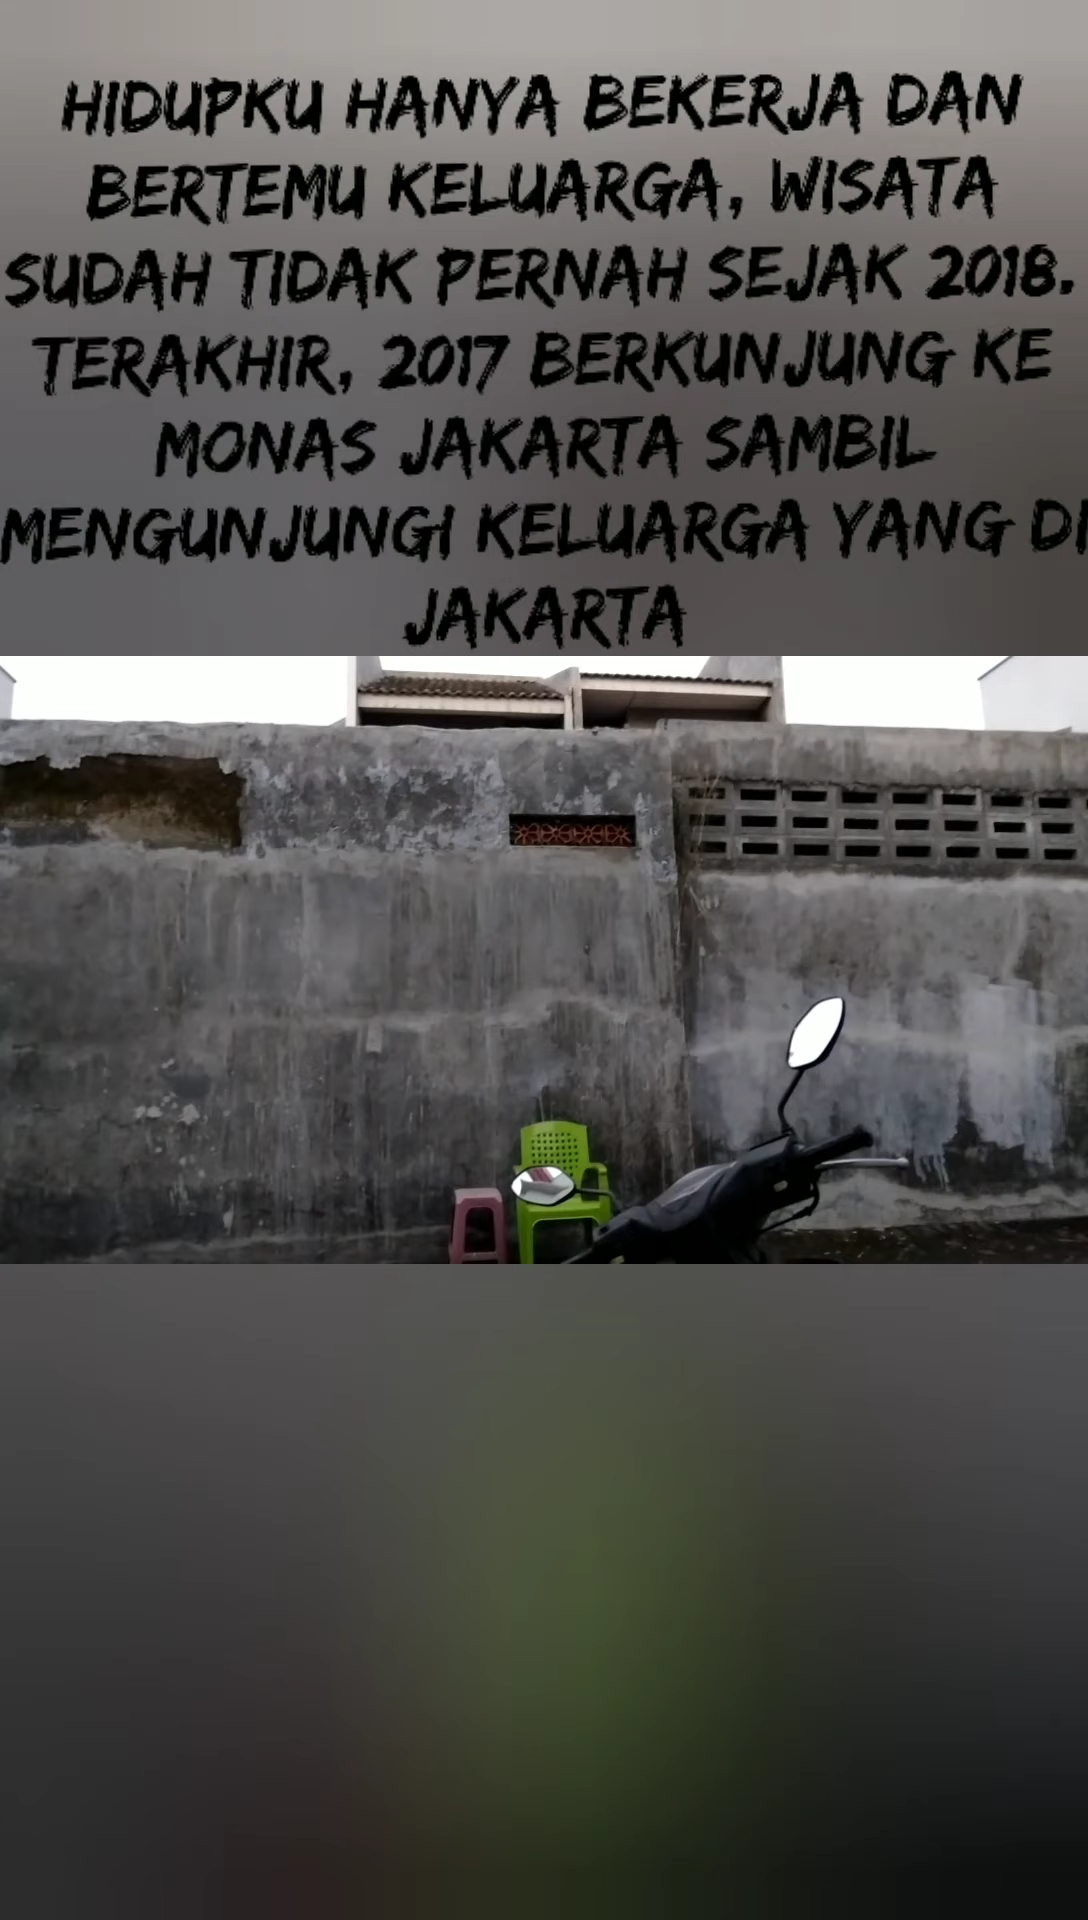 HIDUPKU HANYA BEKERJA DAN
BERTEMU KELUARGA, WISATA
SUDAH TIDAK PERNAH SEJAK 2018.
TERAKHIR, 2017 BERKUNJUNG KE
MONAS JAKARTA SAMBIL
MENGUNJUNGI KELUARGA YANG DI
JAKARTA